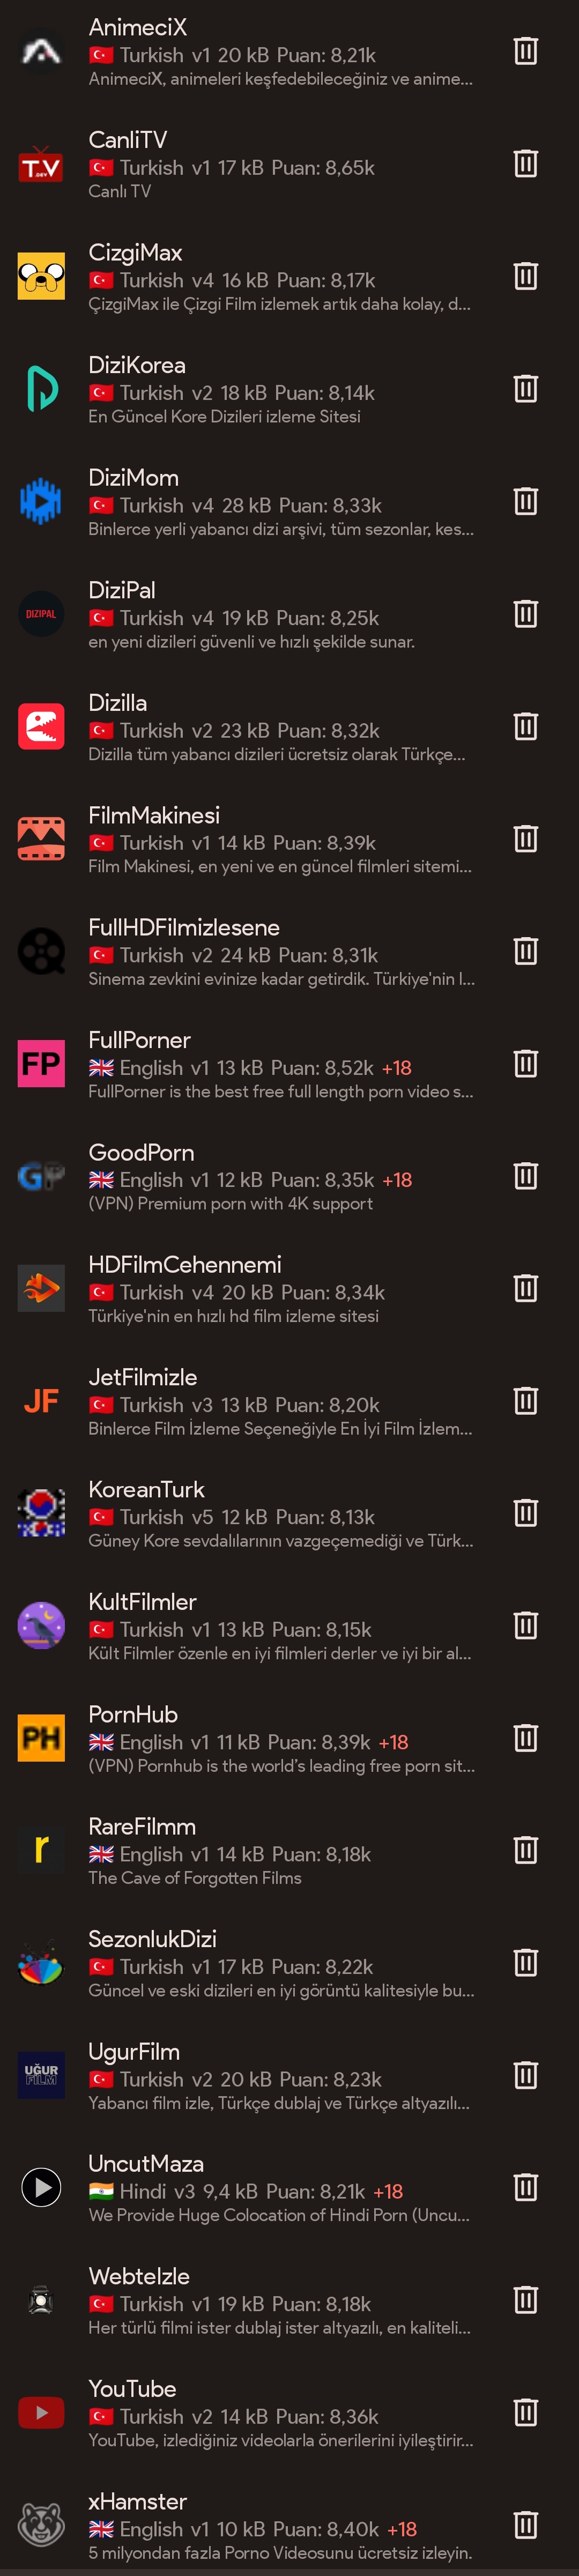 AnimeciX
Turkish v1 20 kB Puan: 8,21k
AnimeciX, animeleri keşfedebileceğiniz ve anime...
T.V
.DEV
CanliTV
Turkish v1 17 kB Puan: 8,65k
Canlı TV
CizgiMax
Turkish v4 16 kB Puan: 8,17k
ÇizgiMax ile Çizgi Film izlemek artık daha kolay, d...
DiziKorea
Turkish v2 18 kB Puan: 8,14k
En Güncel Kore Dizileri izleme Sitesi
DiziMom
Turkish v4 28 kB Puan: 8,33k
Binlerce yerli yabancı dizi arşivi, tüm sezonlar, kes...
DIZIPAL
DiziPal
Turkish v4 19 kB Puan: 8,25k
en yeni dizileri güvenli ve hızlı şekilde sunar.
Dizilla
Turkish v2 23 kB Puan: 8,32k
Dizilla tüm yabancı dizileri ücretsiz olarak Türkçe...
FilmMakinesi
Turkish v1 14 kB Puan: 8,39k
Film Makinesi, en yeni ve en güncel filmleri sitemi...
FullHDFilmizlesene
Turkish v2 24 kB Puan: 8,31k
Sinema zevkini evinize kadar getirdik. Türkiye'nin l...
FP
FullPorner
English v1 13 kB Puan: 8,52k +18
FullPorner is the best free full length porn video s...
GP
GoodPorn
English v1 12 kB Puan: 8,35k +18
(VPN) Premium porn with 4K support
HDFilmCehennemi
Turkish v4 20 kB Puan: 8,34k
Türkiye'nin en hızlı hd film izleme sitesi
JF
JetFilmizle
Turkish v3 13 kB Puan: 8,20k
Binlerce Film İzleme Seçeneğiyle En İyi Film İzlem...
KoreanTurk
Turkish v5 12 kB Puan: 8,13k
Güney Kore sevdalılarının vazgeçemediği ve Türk...
KultFilmler
Turkish v1 13 kB Puan: 8,15k
Kült Filmler özenle en iyi filmleri derler ve iyi bir al...
PH
PornHub
English v1 11 kB Puan: 8,39k +18
(VPN) Pornhub is the world's leading free porn sit...
r
RareFilmm
English v1 14 kB Puan: 8,18k
The Cave of Forgotten Films
SezonlukDizi
Turkish v1 17 kB Puan: 8,22k
Güncel ve eski dizileri en iyi görüntü kalitesiyle bu...
UĞUR
FILM
UgurFilm
Turkish v2 20 kB Puan: 8,23k
Yabancı film izle, Türkçe dublaj ve Türkçe altyazılı...
UncutMaza
Hindi v3 9,4 kB Puan: 8,21k +18
We Provide Huge Colocation of Hindi Porn (Uncu...
WebteIzle
Turkish v1 19 kB Puan: 8,18k
Her türlü filmi ister dublaj ister altyazılı, en kaliteli...
YouTube
Turkish v2 14 kB Puan: 8,36k
YouTube, izlediğiniz videolarla önerilerini iyileştirir...
xHamster
English v1 10 kB Puan: 8,40k +18
5 milyondan fazla Porno Videosunu ücretsiz izleyin.